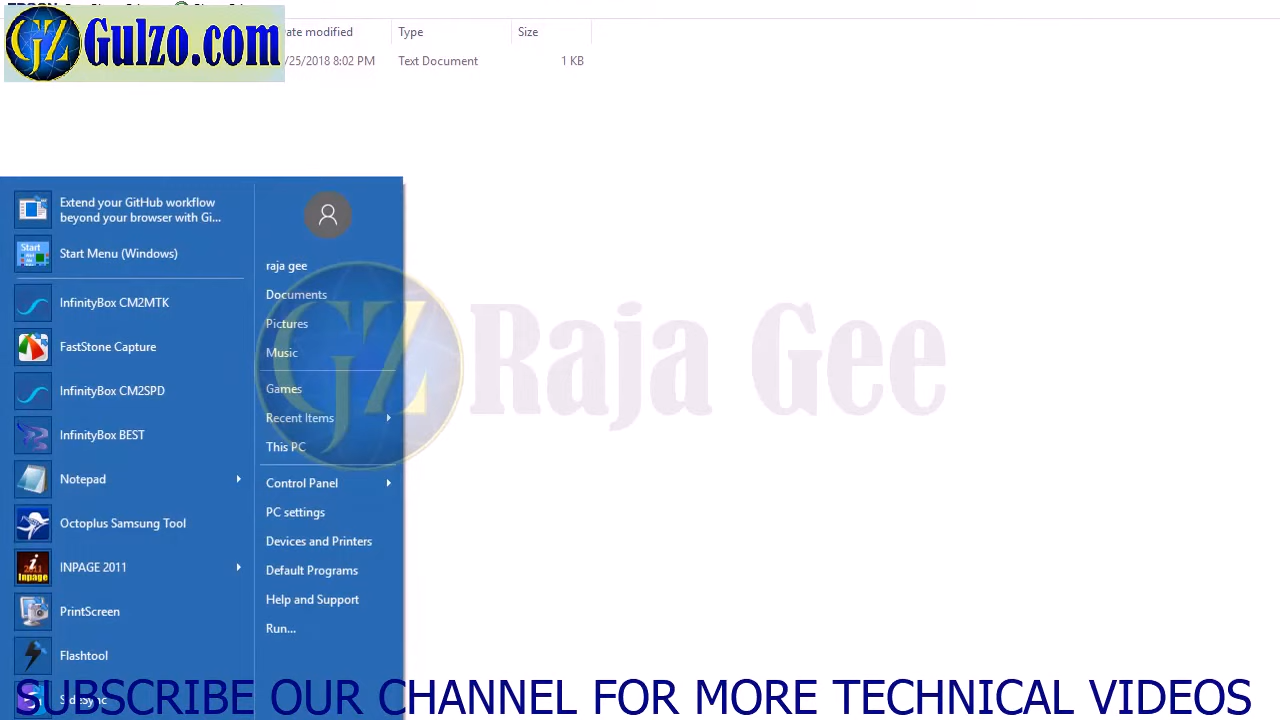 Gulzo.com
GZ
ate modified Type Size
/25/2018 8:02 PM Text Document 1 KB
Extend your GitHub workflow
beyond your browser with Gi...
Start Menu (Windows)
InfinityBox CM2MTK
FastStone Capture
InfinityBox CM2SPD
InfinityBox BEST
Notepad
Octoplus Samsung Tool
INPAGE 2011
PrintScreen
Flashtool
SideSync
raja gee
Documents
Pictures
Music
Games
Recent Items
This PC
Control Panel
PC settings
Devices and Printers
Default Programs
Help and Support
Run...
GZ Raja Gee
SUBSCRIBE OUR CHANNEL FOR MORE TECHNICAL VIDEOS